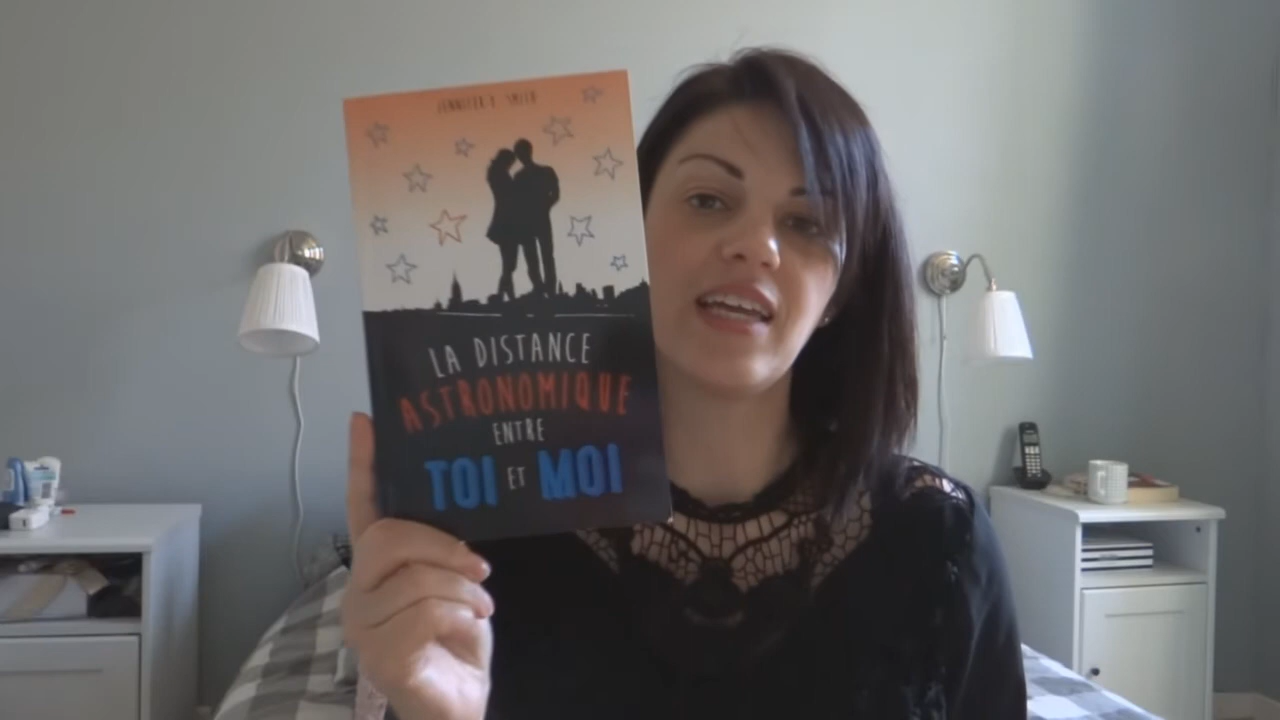 JENNIFER E. SMITH
LA DISTANCE
ASTRONOMIQUE
ENTRE
TOI ET MOI